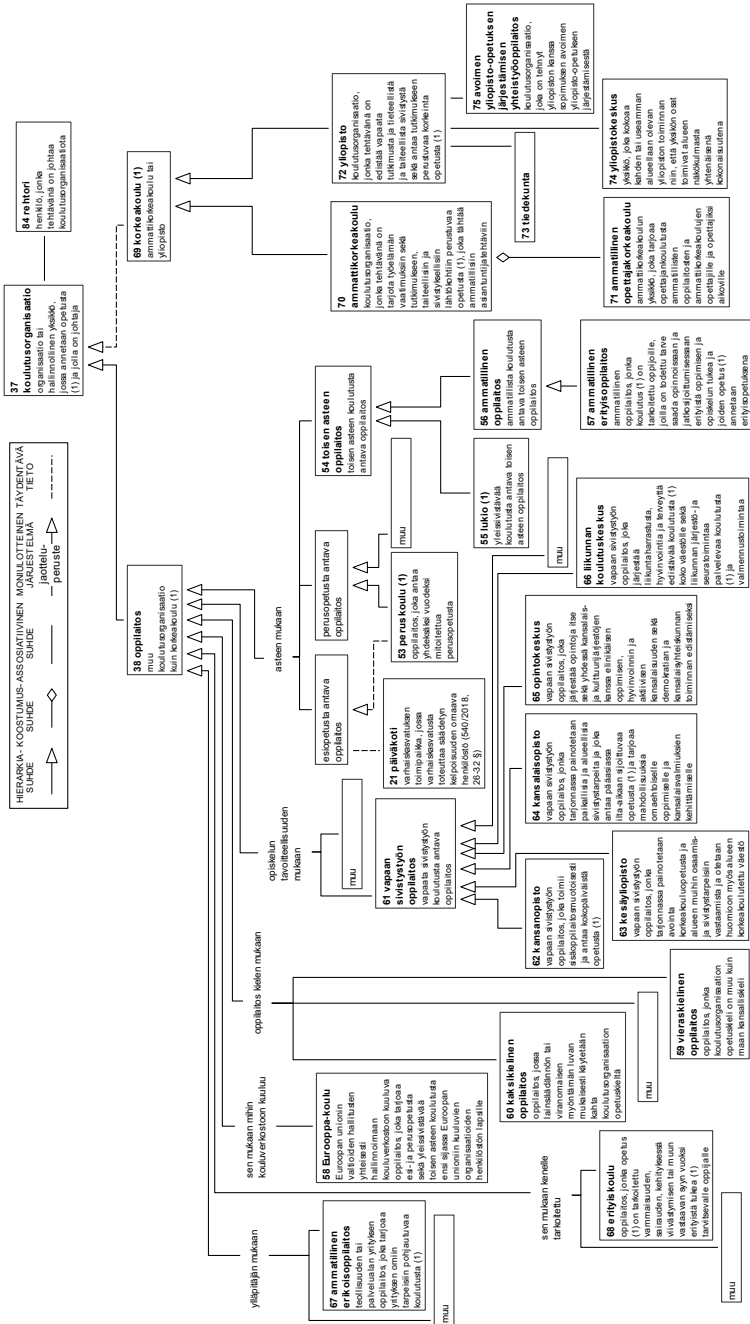 HIERARKIA-
SUHDE
KOOSTUMUS-
SUHDE
ASSOSIATIIVINEN
SUHDE
MONIULOTTEINEN
JÄRJESTELMÄ
jaottelu-
peruste
TÄYDENTÄVÄ
TIETO
37
koulutusorganisaatio
organisaatio tai
hallinnollinen yksikkö,
jossa annetaan opetusta
(1) ja jolla on johtaja
84 rehtori
henkilö, jonka
tehtävänä on johtaa
koulutusorganisaatiota
38 oppilaitos
muu
koulutusorganisaatio
kuin korkeakoulu (1)
69 korkeakoulu (1)
ammattikorkeakoulu tai
yliopisto
ylläpitäjän mukaan
67 ammatillinen
erikoisoppilaitos
teollisuuden tai
palvelualan yrityksen
oppilaitos, joka tarjoaa
yrityksen omiin
tarpeisiin pohjautuvaa
koulutusta (1)
muu
sen mukaan mihin
kouluverkostoon kuuluu
58 Eurooppa-koulu
Euroopan unionin
valtioiden hallitusten
yhteisesti
hallinnoimaan
kouluverkostoon kuuluva
oppilaitos, joka tarjoaa
esi- ja perusopetusta
sekä yleissivistävää
toisen asteen koulutusta
ensisijassa Euroopan
unioniin kuuluvien
organisaatioiden
henkilöstön lapsille
sen mukaan kenelle
tarkoitettu
68 erityiskoulu
oppilaitos, jonka opetus
(1) on tarkoitettu
vammaisuuden,
sairauden, kehityksessä
viivästymisen tai muun
vastaavan syyn vuoksi
erityistä tukea (1)
tarvitsevalle oppijalle
muu
oppilaitos kielen mukaan
60 kaksikielinen
oppilaitos
oppilaitos, jossa
lainsäädännön tai
viranomaisen
myöntämän luvan
mukaisesti käytetään
kahta
koulutusorganisaation
opetuskieltä
muu
59 vieraskielinen
oppilaitos
oppilaitos, jonka
koulutusorganisaation
opetuskieli on muu kuin
maan kansalliskieli
opiskelun
tavoitteellisuuden
mukaan
muu
61 vapaan
sivistystyön
oppilaitos
vapaata sivistystyön
koulutusta antava
oppilaitos
62 kansanopisto
vapaan sivistystyön
oppilaitos, joka toimii
sisäoppilaitosmuotoisesti
ja antaa kokopäiväistä
opetusta (1)
63 kesäyliopisto
vapaan sivistystyön
oppilaitos, jonka
tarjonnassa painotetaan
avointa
korkeakouluopetusta ja
alueen muihin osaamis-
ja sivistystarpeisiin
vastaamista ja otetaan
huomioon myös alueen
korkeakoulutettu väestö
64 kansalaisopisto
vapaan sivistystyön
oppilaitos, jonka
tarjonnassa painotetaan
paikallisia ja alueellisia
sivistystarpeita ja joka
antaa pääasiassa
ilta-aikaan sijoittuvaa
opetusta (1) ja tarjoaa
mahdollisuuksia
omaehtoiselle
oppimiselle ja
kansalaisvalmiuksien
kehittämiselle
65 opintokeskus
vapaan sivistystyön
oppilaitos, joka
järjestää opintoja itse
sekä yhdessä kansalais-
ja kulttuurijärjestöjen
kanssa elinikäisen
oppimisen,
hyvinvoinnin ja
aktiivisen
kansalaisuuden sekä
demokratian ja
kansalaisyhteiskunnan
toiminnan edistämiseksi
66 liikunnan
koulutuskeskus
vapaan sivistystyön
oppilaitos, joka
järjestää
liikuntaharrastusta,
hyvinvointia ja terveyttä
edistävää koulutusta (1)
koko väestölle sekä
liikunnan järjestö- ja
seuratoimintaa
palvelevaa koulutusta
(1) ja
valmennustoimintaa
muu
asteen mukaan
esiopetusta antava
oppilaitos
21 päiväkoti
varhaiskasvatuksen
toimipaikka, jossa
varhaiskasvatusta
toteuttaa säädetyn
kelpoisuuden omaava
henkilöstö (540/2018,
26-32 §)
perusopetusta antava
oppilaitos
53 peruskoulu (1)
oppilaitos, joka antaa
yhdeksäksi vuodeksi
mitoitettua
perusopetusta
muu
54 toisen asteen
oppilaitos
toisen asteen koulutusta
antava oppilaitos
55 lukio (1)
yleissivistävää
koulutusta antava toisen
asteen oppilaitos
56 ammatillinen
oppilaitos
ammatillista koulutusta
antava toisen asteen
oppilaitos
57 ammatillinen
erityisoppilaitos
ammatillinen
oppilaitos, jonka
koulutus (1) on
tarkoitettu oppijoille,
joilla on todettu tarve
saada opinnoissaan ja
jatkosijoittumisessaan
erityistä oppimisen ja
opiskelun tukea ja
joiden opetus (1)
annetaan
erityisopetuksena
70
ammattikorkeakoulu
koulutusorganisaatio,
jonka tehtävänä on
tarjota työelämän
vaatimuksiin sekä
tutkimukseen,
taiteellisiin ja
sivistyksellisiin
lähtökohtiin perustuvaa
opetusta (1), joka tähtää
ammatillisiin
asiantuntijatehtäviin
71 ammatillinen
opettajakorkeakoulu
ammattikorkeakoulun
yksikkö, joka tarjoaa
opettajankoulutusta
ammatillisten
oppilaitosten ja
ammattikorkeakoulujen
opettajille ja opettajiksi
aikoville
72 yliopisto
koulutusorganisaatio,
jonka tehtävänä on
edistää vapaata
tutkimusta ja tieteellistä
ja taiteellista sivistystä
sekä antaa tutkimukseen
perustuvaa korkeinta
opetusta (1)
73 tiedekunta
74 yliopistokeskus
yksikkö, joka kokoaa
kahden tai useamman
alueellaan olevan
yliopiston toiminnan
niin, että yksikön osat
toimivat alueen
näkökulmasta
yhtenäisenä
kokonaisuutena
75 avoimen
yliopisto-opetuksen
järjestämisen
yhteistyöoppilaitos
koulutusorganisaatio,
joka on tehnyt
yliopiston kanssa
sopimuksen avoimen
yliopisto-opetuksen
järjestämisestä